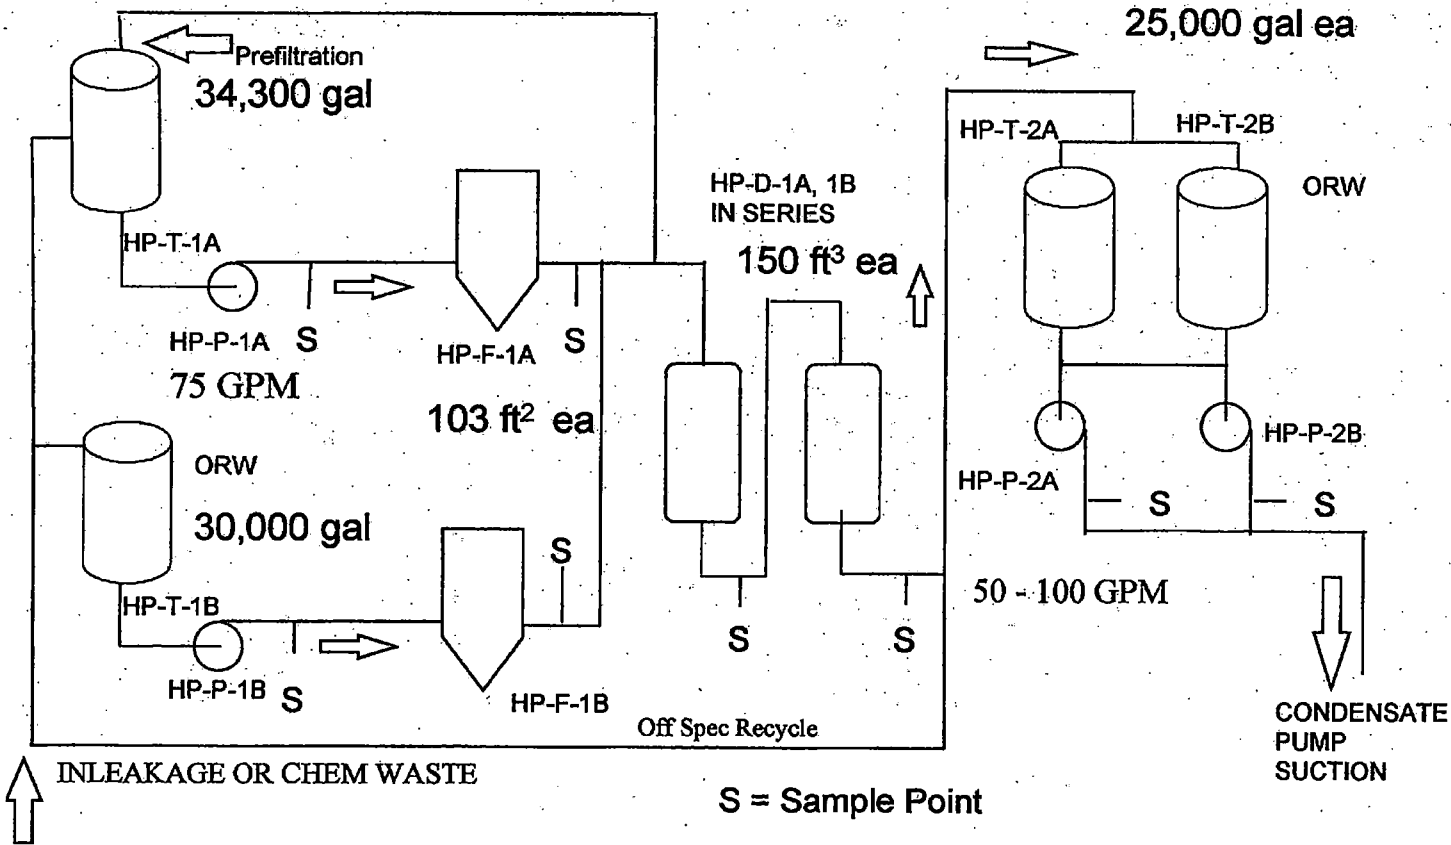 25,000 gal ea
Prefiltration
34,300 gal
HP-T-2A
HP-T-2B
HP-D-1A, 1B
IN SERIES
ORW
150 ft³ ea
HP-T-1A
HP-P-1A
S
HP-F-1A
S
75 GPM
103 ft² ea
HP-P-2B
ORW
HP-P-2A
S
S
30,000 gal
S
HP-T-1B
50 - 100 GPM
S
S
HP-P-1B
S
HP-F-1B
Off Spec Recycle
CONDENSATE
PUMP
SUCTION
INLEAKAGE OR CHEM WASTE
S = Sample Point